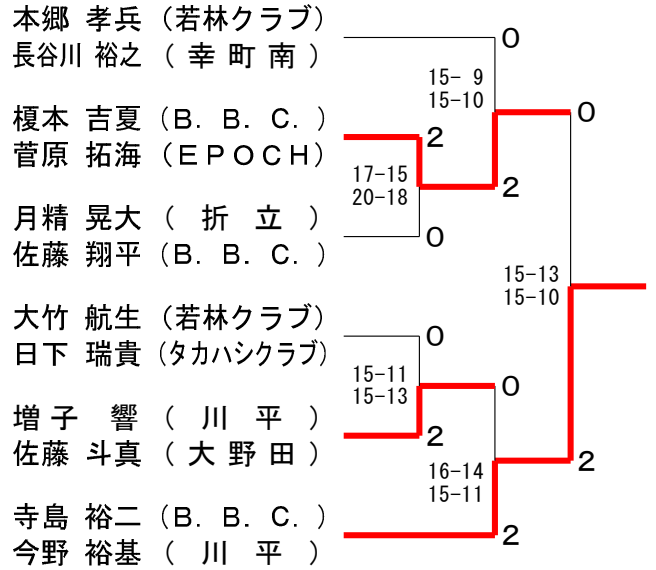 本郷 孝兵 (若林クラブ)
長谷川 裕之 ( 幸 町 南 )
0
15- 9
15-10
0
榎本 吉夏 (B. B. C. )
菅原 拓海 (EPOCH)
2
17-15
20-18
2
月精 晃大 ( 折 立 )
佐藤 翔平 (B. B. C. )
0
15-13
15-10
大竹 航生 (若林クラブ)
日下 瑞貴 (タカハシクラブ)
0
15-11
15-13
0
増 子 響 ( 川 平 )
佐藤 斗真 ( 大 野 田 )
2
16-14
15-11
2
寺島 裕二 (B. B. C. )
今野 裕基 ( 川 平 )
2